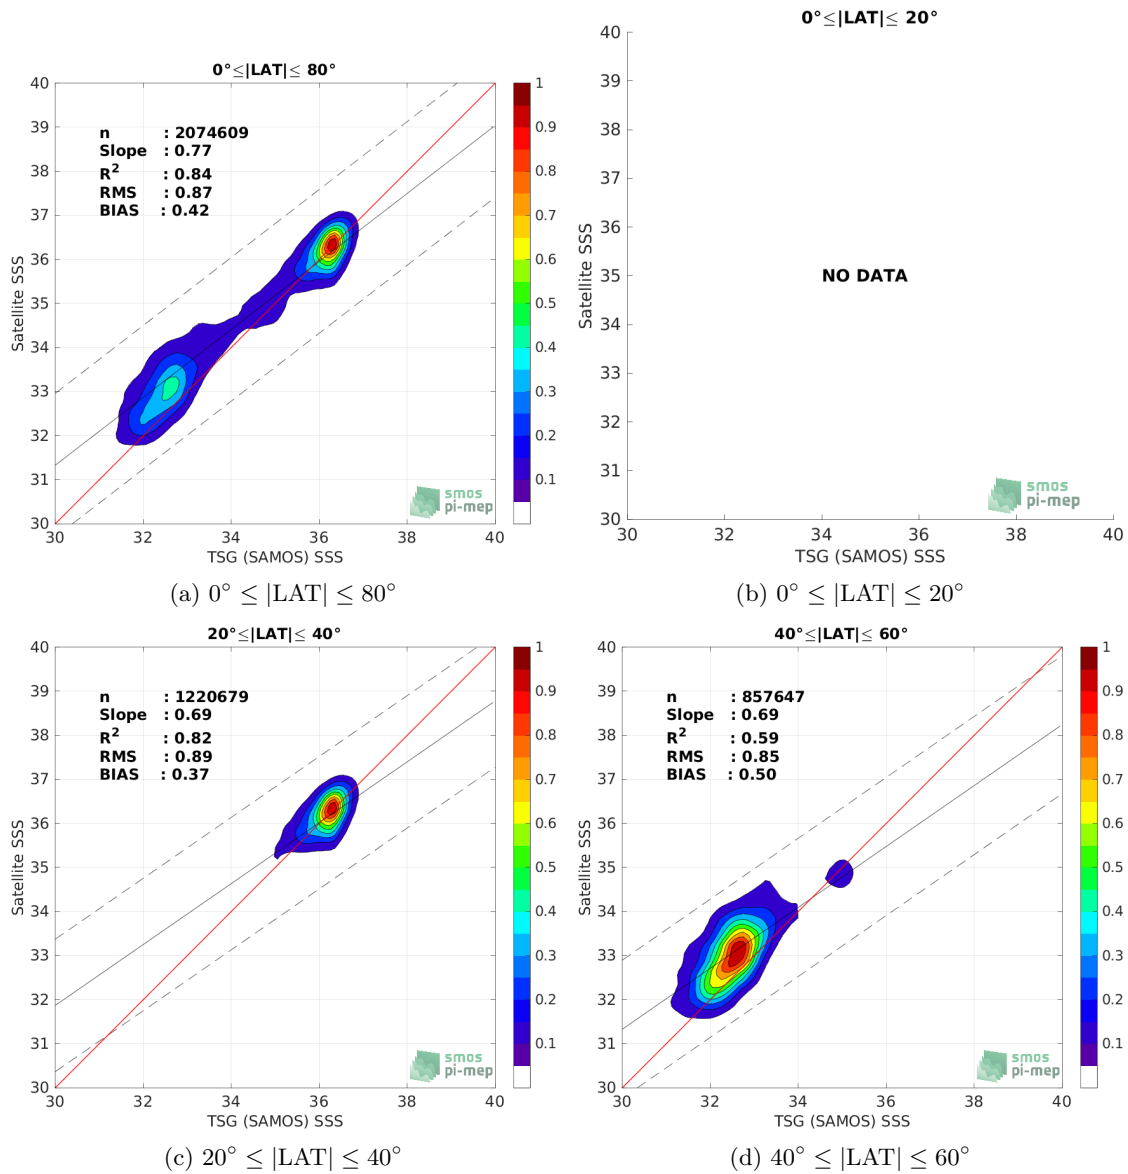 0°≤|LAT|≤ 80°
40
39
38
37
36
35
34
33
32
31
30
Satellite SSS
n : 2074609
Slope : 0.77
R² : 0.84
RMS : 0.87
BIAS : 0.42
smos
pi-mep
30 32 34 36 38 40
TSG (SAMOS) SSS
1
0.9
0.8
0.7
0.6
0.5
0.4
0.3
0.2
0.1
(a) 0° ≤ |LAT| ≤ 80°
0°≤|LAT|≤ 20°
40
39
38
37
36
35
34
33
32
31
30
Satellite SSS
NO DATA
smos
pi-mep
30 32 34 36 38 40
TSG (SAMOS) SSS
(b) 0° ≤ |LAT| ≤ 20°
20°≤|LAT|≤ 40°
40
39
38
37
36
35
34
33
32
31
30
Satellite SSS
n : 1220679
Slope : 0.69
R² : 0.82
RMS : 0.89
BIAS : 0.37
smos
pi-mep
30 32 34 36 38 40
TSG (SAMOS) SSS
1
0.9
0.8
0.7
0.6
0.5
0.4
0.3
0.2
0.1
(c) 20° ≤ |LAT| ≤ 40°
40°≤|LAT|≤ 60°
40
39
38
37
36
35
34
33
32
31
30
Satellite SSS
n : 857647
Slope : 0.69
R² : 0.59
RMS : 0.85
BIAS : 0.50
smos
pi-mep
30 32 34 36 38 40
TSG (SAMOS) SSS
1
0.9
0.8
0.7
0.6
0.5
0.4
0.3
0.2
0.1
(d) 40° ≤ |LAT| ≤ 60°